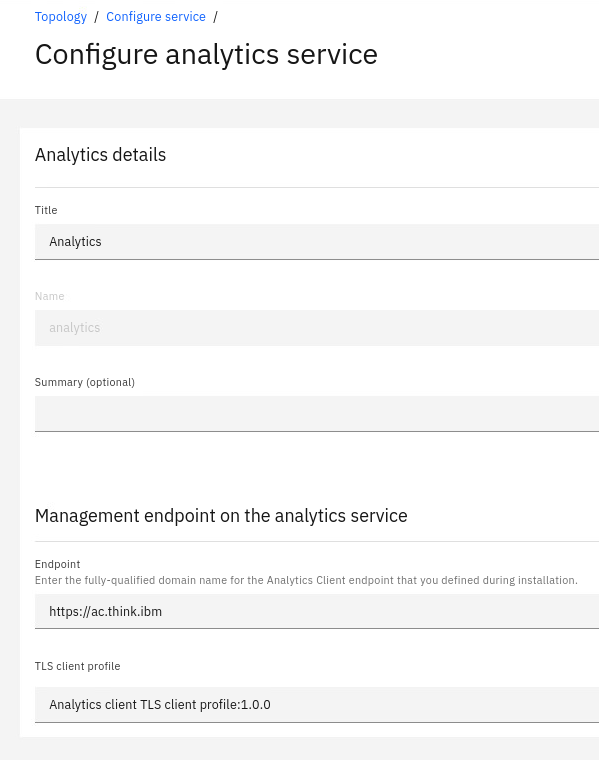 Topology / Configure service /
Configure analytics service
Analytics details
Title
Analytics
Name
analytics
Summary (optional)
Management endpoint on the analytics service
Endpoint
Enter the fully-qualified domain name for the Analytics Client endpoint that you defined during installation.
https://ac.think.ibm
TLS client profile
Analytics client TLS client profile:1.0.0